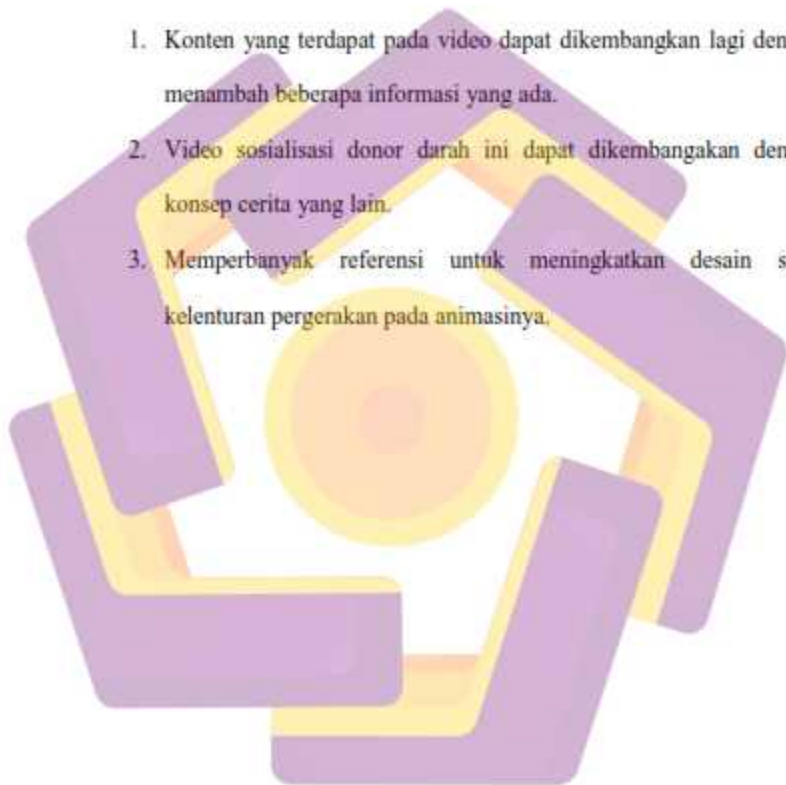 1. Konten yang terdapat pada video dapat dikembangkan lagi den
menambah beberapa informasi yang ada.
2. Video sosialisasi donor darah ini dapat dikembangakan den
konsep cerita yang lain.
3. Memperbanyak referensi untuk meningkatkan desain s
kelenturan pergerakan pada animasinya.